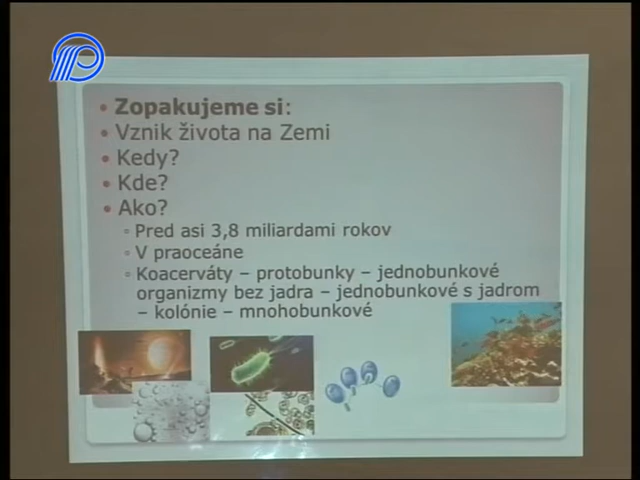 • Zopakujeme si:
• Vznik života na Zemi
• Kedy?
• Kde?
• Ako?
▫ Pred asi 3,8 miliardami rokov
▫ V praoceáne
▫ Koacerváty – protobunky – jednobunkové
organizmy bez jadra – jednobunkové s jadrom
– kolónie – mnohobunkové